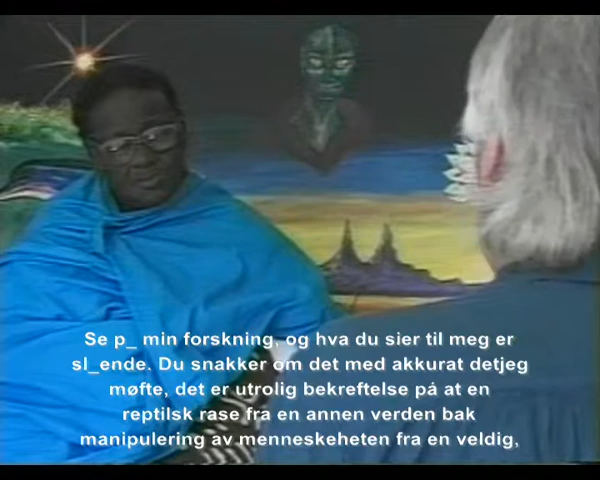 Se p_ min forskning, og hva du sier til meg er
sl_ende. Du snakker om det med akkurat detjeg
møfte, det er utrolig bekreftelse på at en
reptilsk rase fra en annen verden bak
manipulering av menneskeheten fra en veldig,